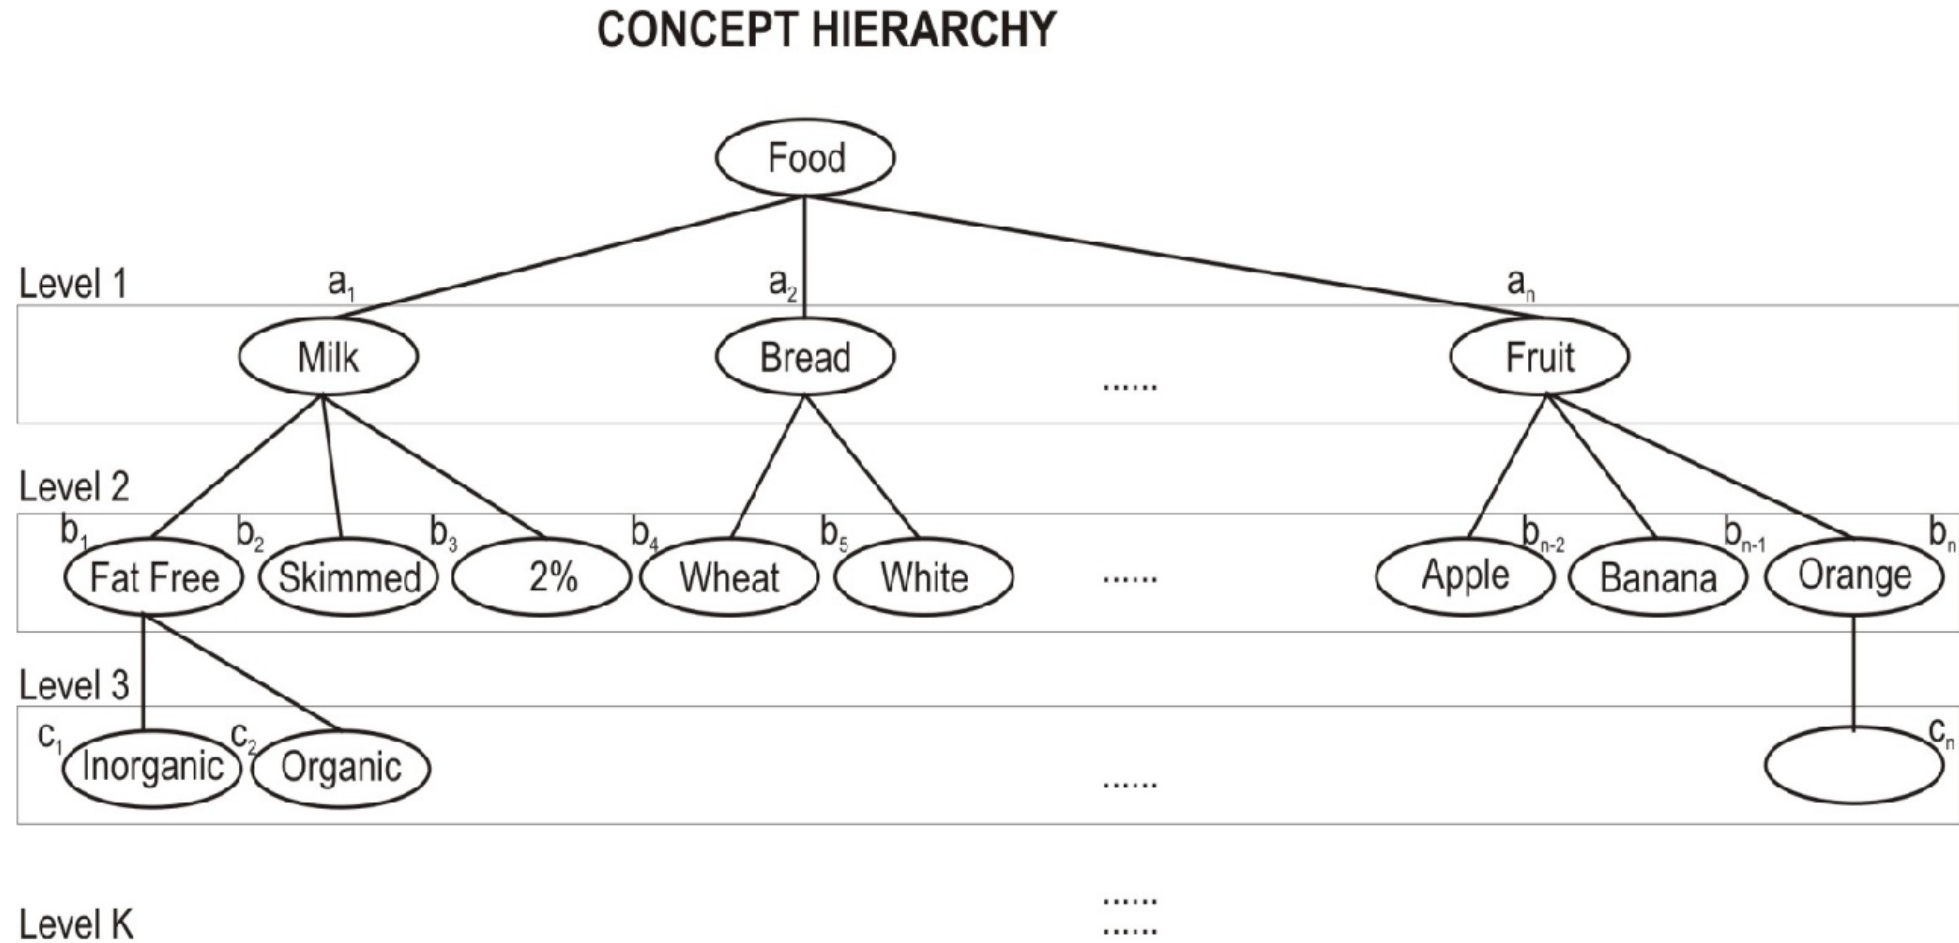 CONCEPT HIERARCHY
Food
Level 1 a1 a2 an
Milk Bread ...... Fruit
Level 2
b1 b2 b3 b4 b5 bn-2 bn-1 bn
Fat Free Skimmed 2% Wheat White ...... Apple Banana Orange
Level 3
c1 c2 cn
Inorganic Organic ......
......
Level K ......